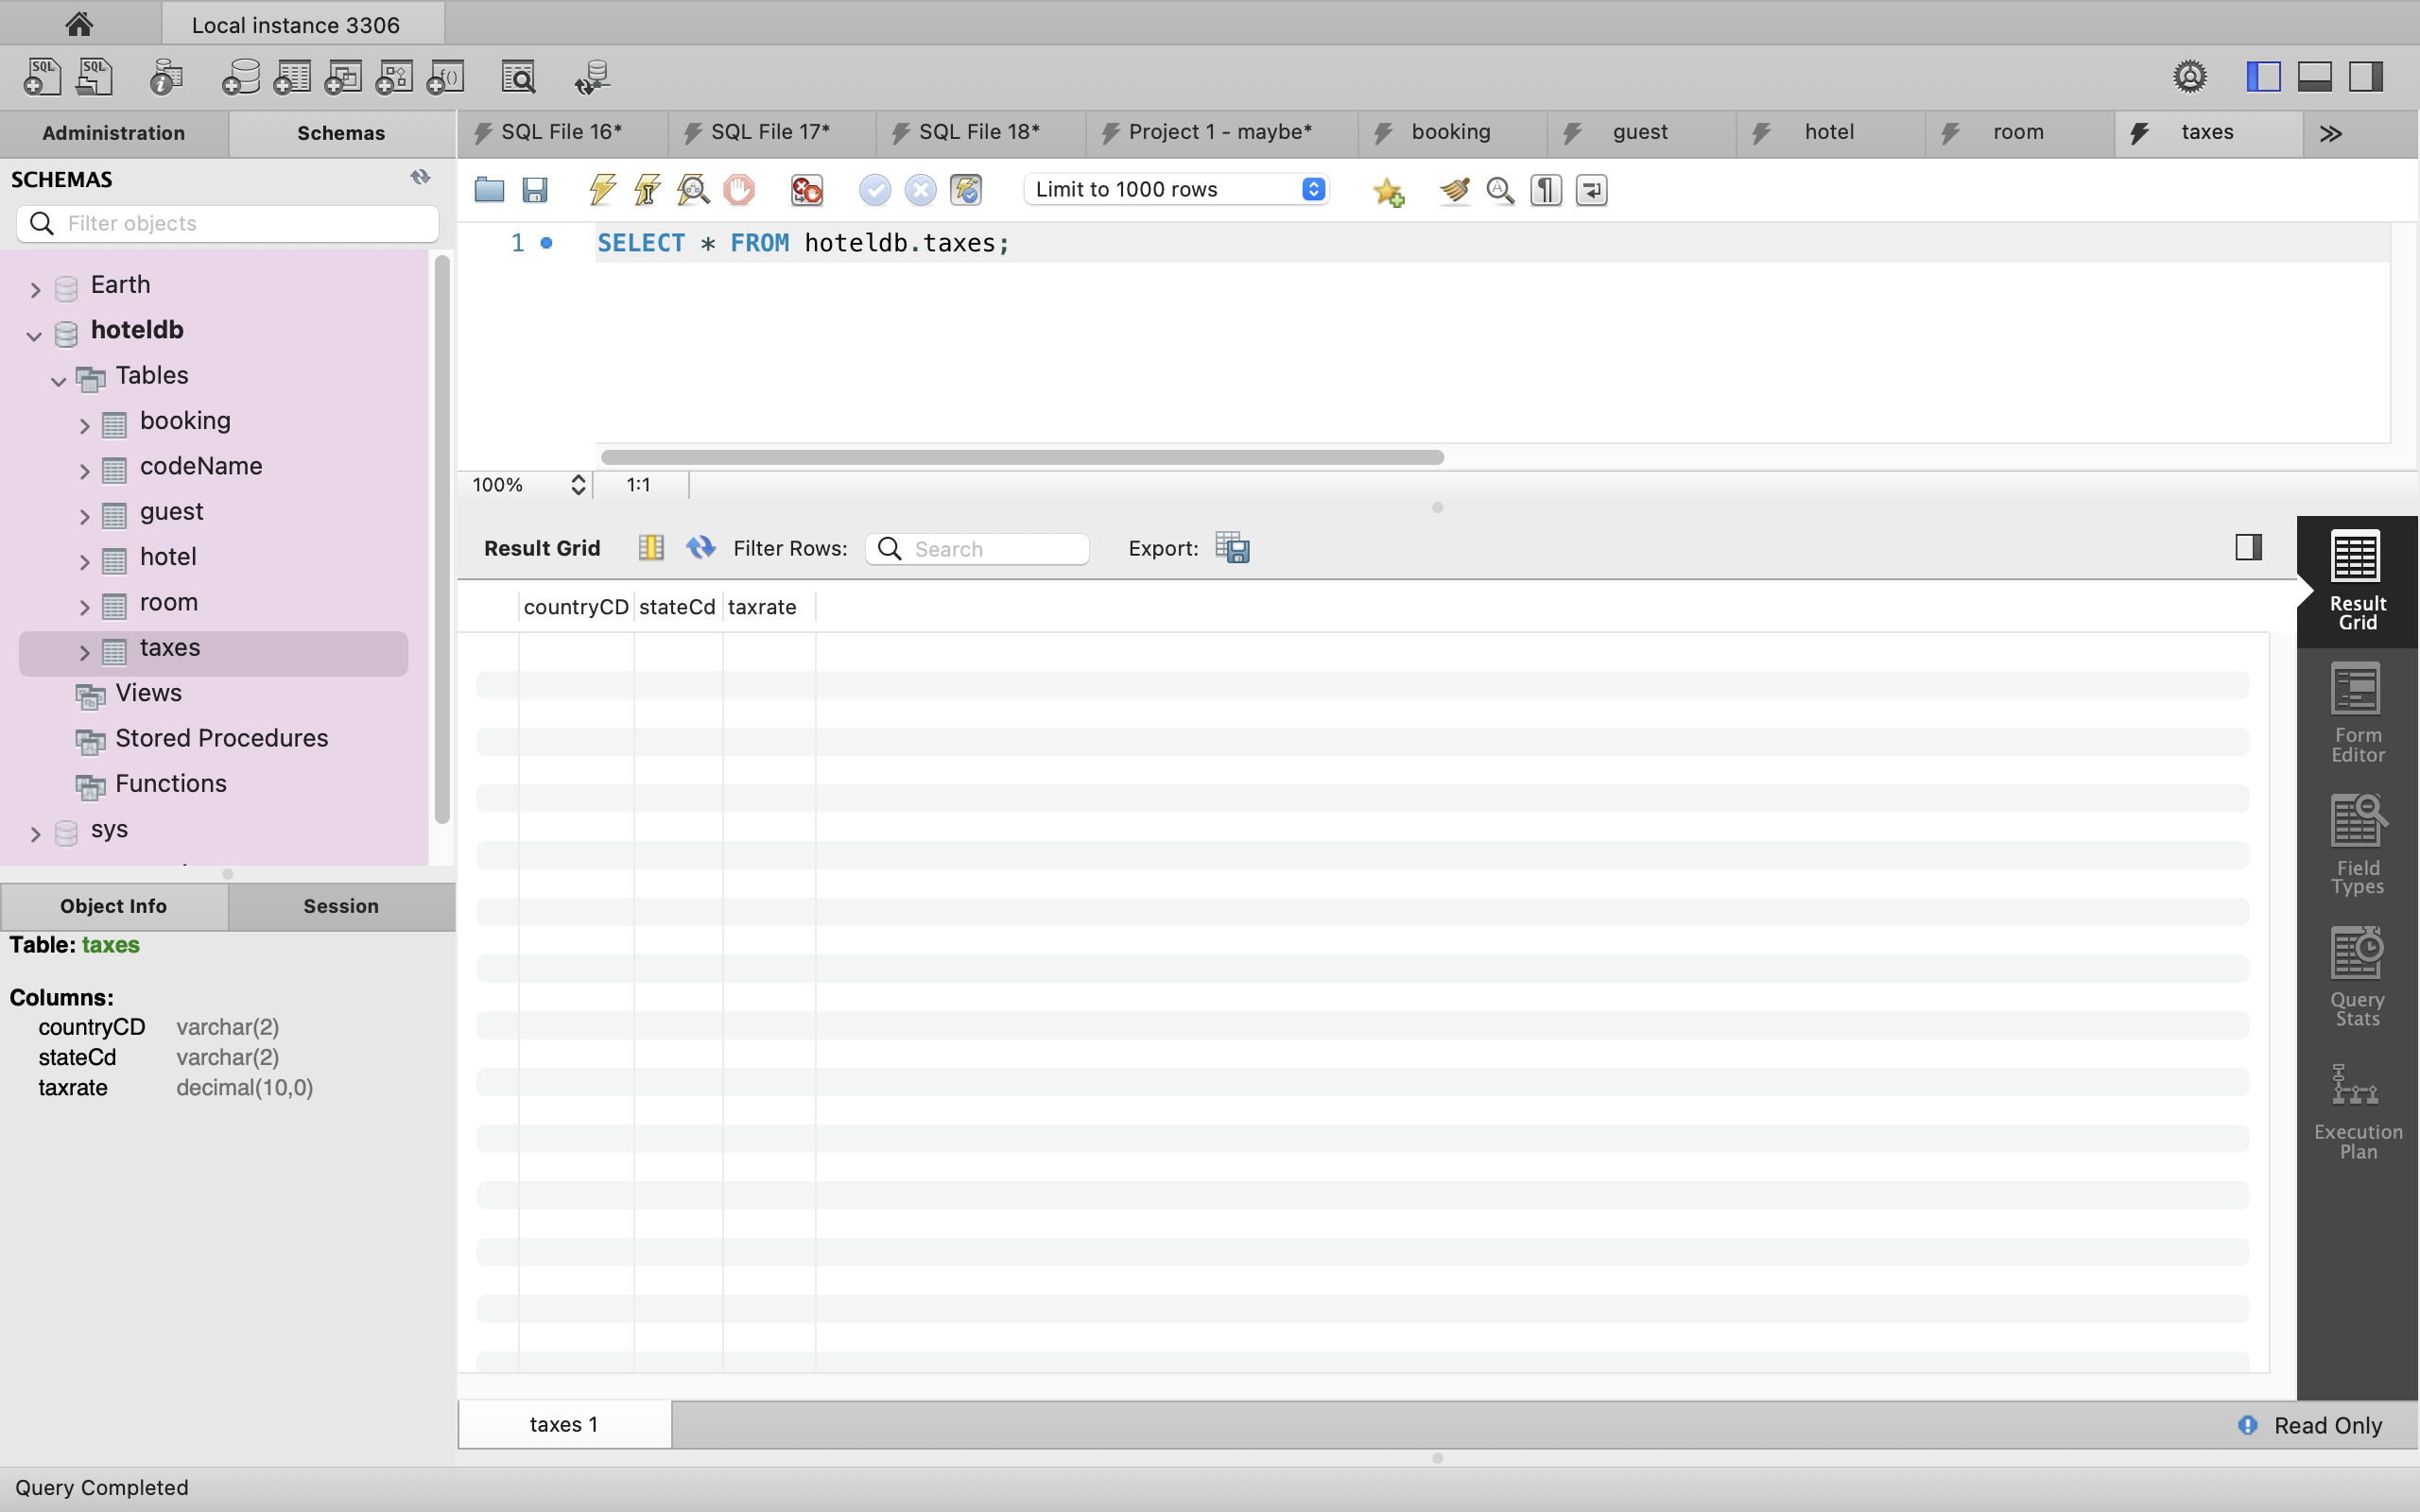 Local instance 3306
Administration
Schemas
SQL File 16*
SQL File 17*
SQL File 18*
Project 1 - maybe*
booking
guest
hotel
room
taxes
SCHEMAS
Filter objects
Limit to 1000 rows
1
SELECT * FROM hoteldb.taxes;
Earth
hoteldb
Tables
booking
codeName
guest
hotel
room
taxes
Views
Stored Procedures
Functions
sys
100%
1:1
Result Grid
Filter Rows:
Search
Export:
countryCD
stateCd
taxrate
Result
Grid
Form
Editor
Field
Types
Query
Stats
Execution
Plan
Object Info
Session
Table: taxes
Columns:
countryCD varchar(2)
stateCd varchar(2)
taxrate decimal(10,0)
taxes 1
Read Only
Query Completed